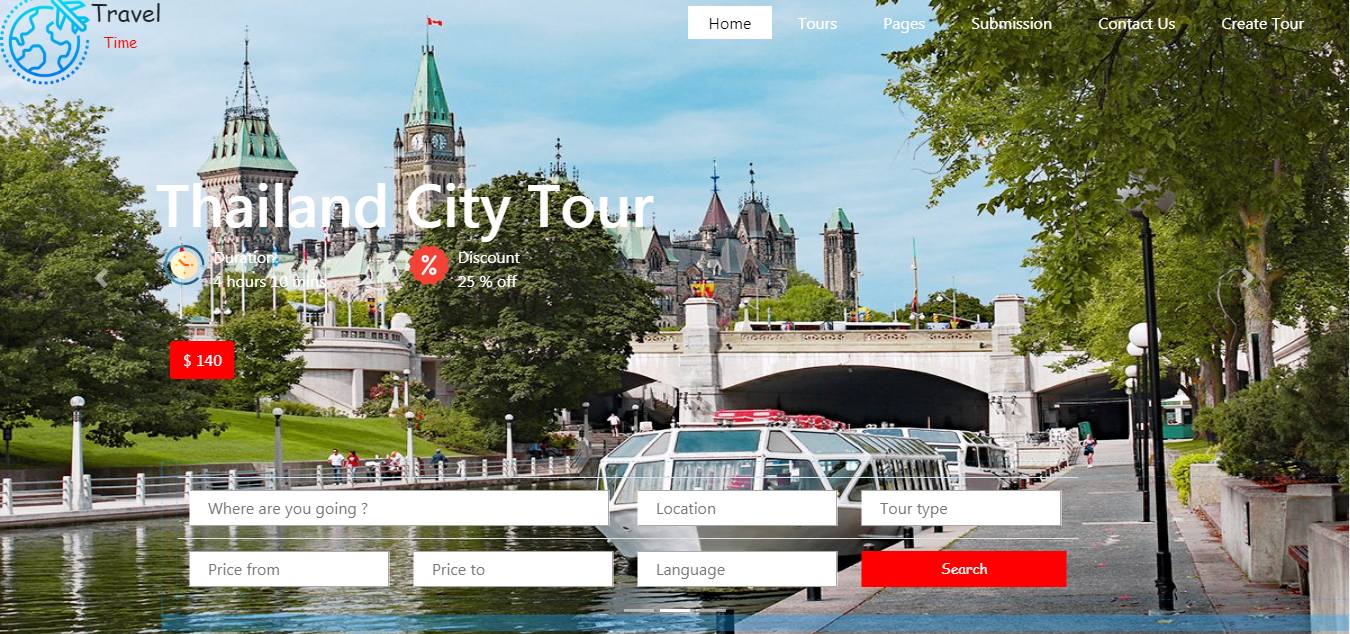 Travel
Time
Home Tours Pages Submission Contact Us Create Tour
Thailand City Tour
Duration:
4 hours 10 mins
Discount
25 % off
$ 140
Where are you going ? Location Tour type
Price from Price to Language Search